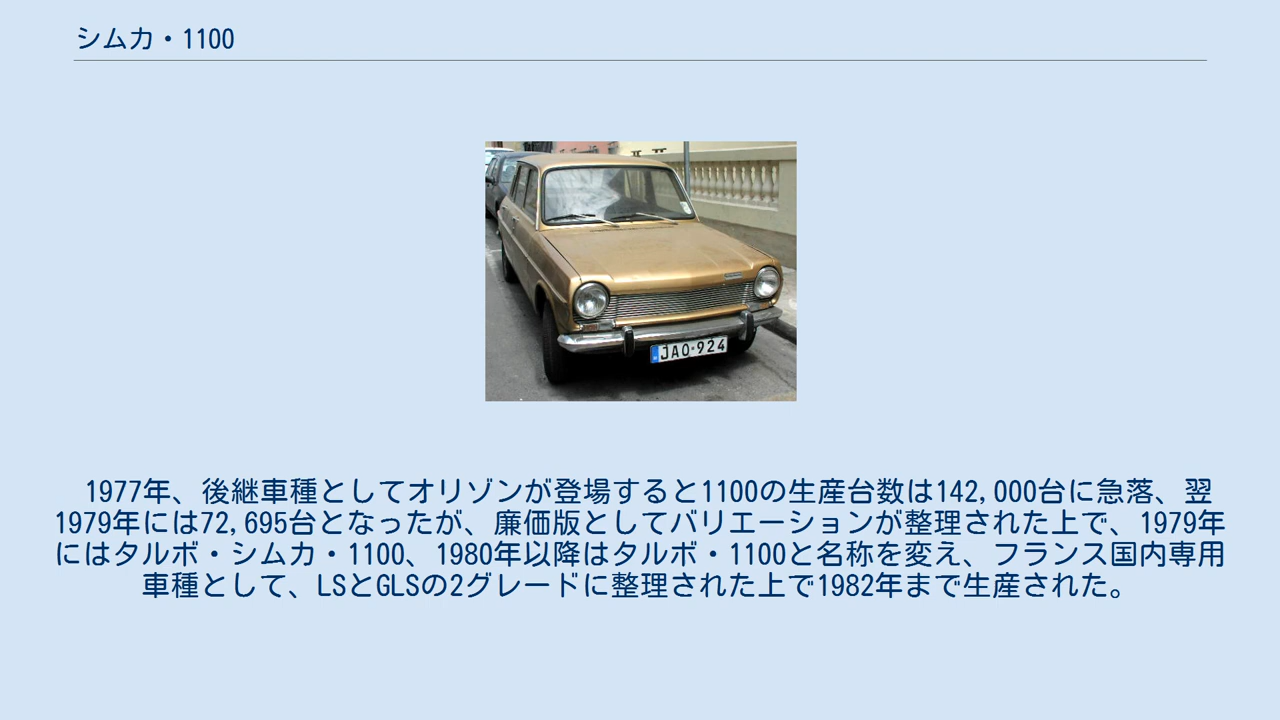 シムカ・1100
JAO-924
1977年、後継車種としてオリゾンが登場すると1100の生産台数は142,000台に急落、翌
1979年には72,695台となったが、廉価版としてバリエーションが整理された上で、1979年
にはタルボ・シムカ・1100、1980年以降はタルボ・1100と名称を変え、フランス国内専用
車種として、LSとGLSの2グレードに整理された上で1982年まで生産された。